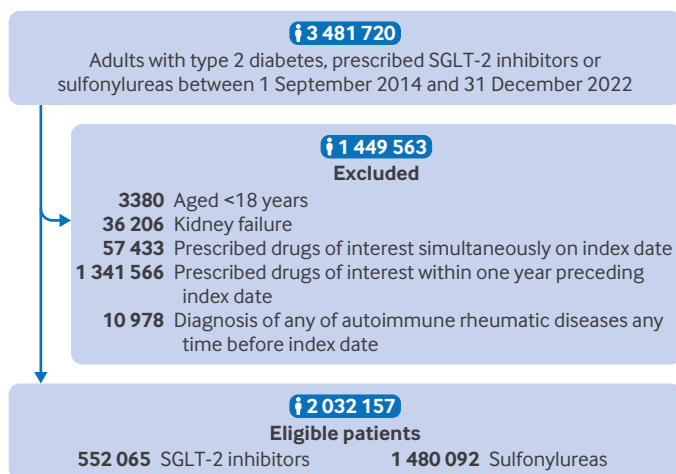 3 481 720
Adults with type 2 diabetes, prescribed SGLT-2 inhibitors or
sulfonylureas between 1 September 2014 and 31 December 2022
1 449 563
Excluded
3380 Aged <18 years
36 206 Kidney failure
57 433 Prescribed drugs of interest simultaneously on index date
1 341 566 Prescribed drugs of interest within one year preceding
index date
10 978 Diagnosis of any of autoimmune rheumatic diseases any
time before index date
2 032 157
Eligible patients
552 065 SGLT-2 inhibitors 1 480 092 Sulfonylureas